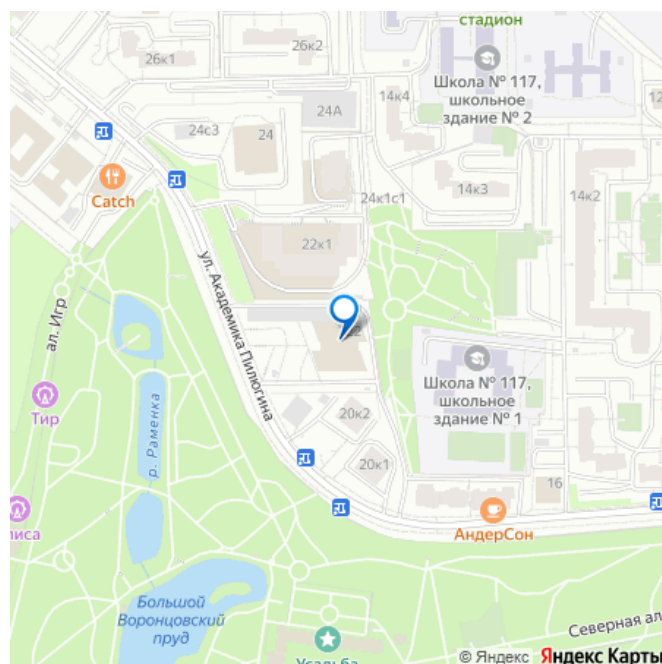 стадион
26к2
26к1
Школа № 117,
школьное
здание № 2
14к4
24А
24с3
24
12
Catch
24к1с1
14к3
14к2
22к1
ул. Академика Пилюгина
ал. Игр
Школа № 117,
школьное
здание № 1
Тир
р. Раменка
20к2
20к1
16
АндерСон
Большой
Воронцовский
пруд
Северная ал
Усадьба
© Яндекс Яндекс Карты